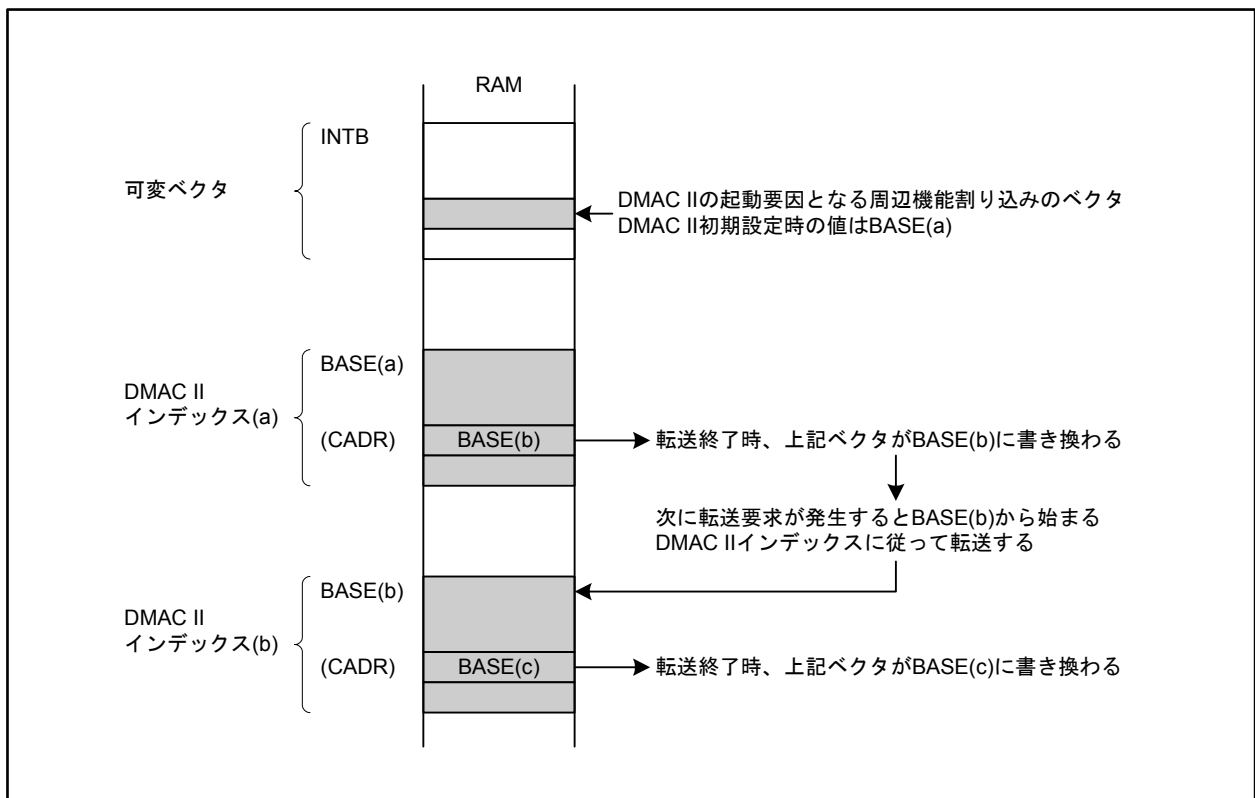 RAM
INTB
可変ベクタ
DMAC IIの起動要因となる周辺機能割り込みのベクタ
DMAC II初期設定時の値はBASE(a)
BASE(a)
DMAC II
インデックス(a)
(CADR)
BASE(b)
転送終了時、上記ベクタがBASE(b)に書き換わる
次に転送要求が発生するとBASE(b)から始まる
DMAC IIインデックスに従って転送する
BASE(b)
DMAC II
インデックス(b)
(CADR)
BASE(c)
転送終了時、上記ベクタがBASE(c)に書き換わる